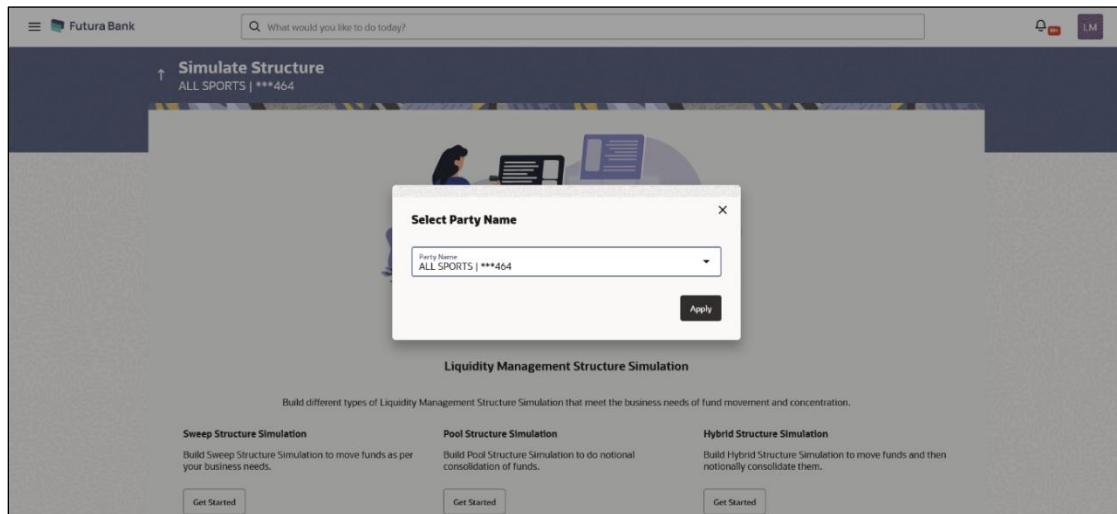 Futura Bank
What would you like to do today?
LM
Simulate Structure
ALL SPORTS | ***464
Select Party Name
Party Name
ALL SPORTS | ***464
Apply
Liquidity Management Structure Simulation
Build different types of Liquidity Management Structure Simulation that meet the business needs of fund movement and concentration.
Sweep Structure Simulation
Build Sweep Structure Simulation to move funds as per
your business needs.
Get Started
Pool Structure Simulation
Build Pool Structure Simulation to do notional
consolidation of funds.
Get Started
Hybrid Structure Simulation
Build Hybrid Structure Simulation to move funds and then
notionally consolidate them.
Get Started